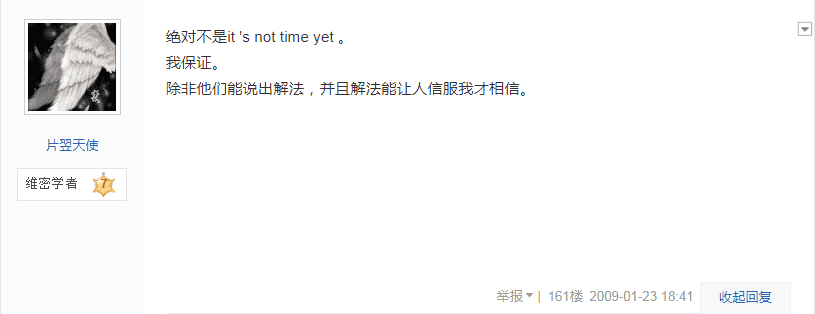 绝对不是it 's not time yet 。
我保证。
除非他们能说出解法，并且解法能让人信服我才相信。
片翌天使
维密学者 7
举报 | 161楼 2009-01-23 18:41 收起回复